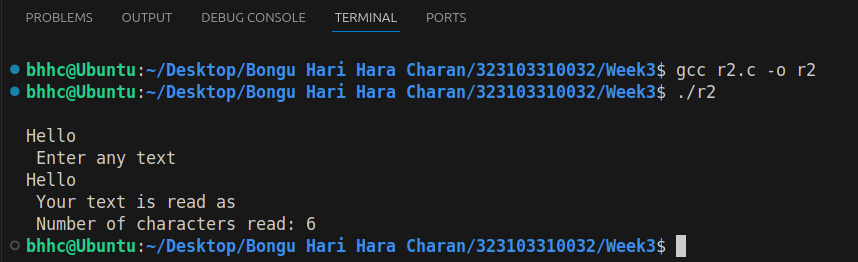 PROBLEMS OUTPUT DEBUG CONSOLE TERMINAL PORTS
bhhc@Ubuntu:~/Desktop/Bongu Hari Hara Charan/323103310032/Week3$ gcc r2.c -o r2
bhhc@Ubuntu:~/Desktop/Bongu Hari Hara Charan/323103310032/Week3$ ./r2
Hello
Enter any text
Hello
Your text is read as
Number of characters read: 6
bhhc@Ubuntu:~/Desktop/Bongu Hari Hara Charan/323103310032/Week3$